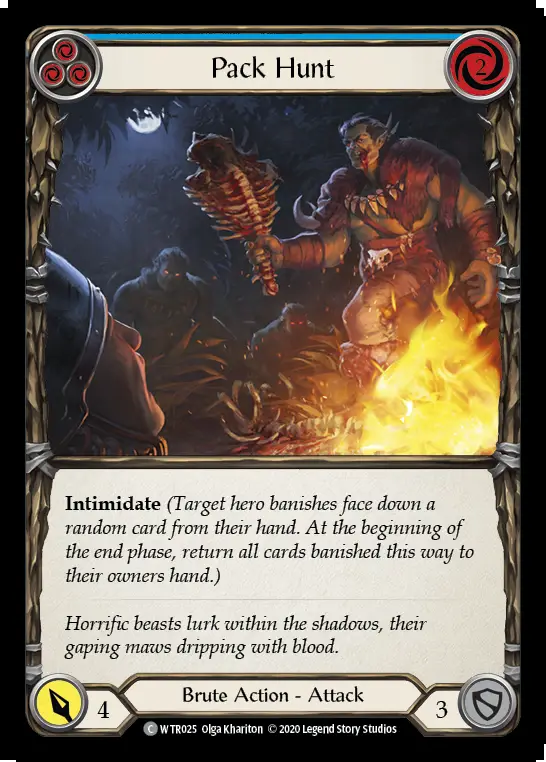 Pack Hunt
2
Intimidate (Target hero banishes face down a
random card from their hand. At the beginning of
the end phase, return all cards banished this way to
their owners hand.)
Horrific beasts lurk within the shadows, their
gaping maws dripping with blood.
4
Brute Action - Attack
3
C WTR025 Olga Khariton © 2020 Legend Story Studios